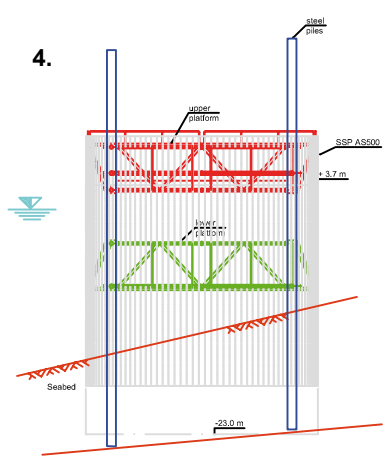 steel
piles
4.
upper
platform
SSP AS500
+ 3.7 m
lower
platform
Seabed
-23.0 m